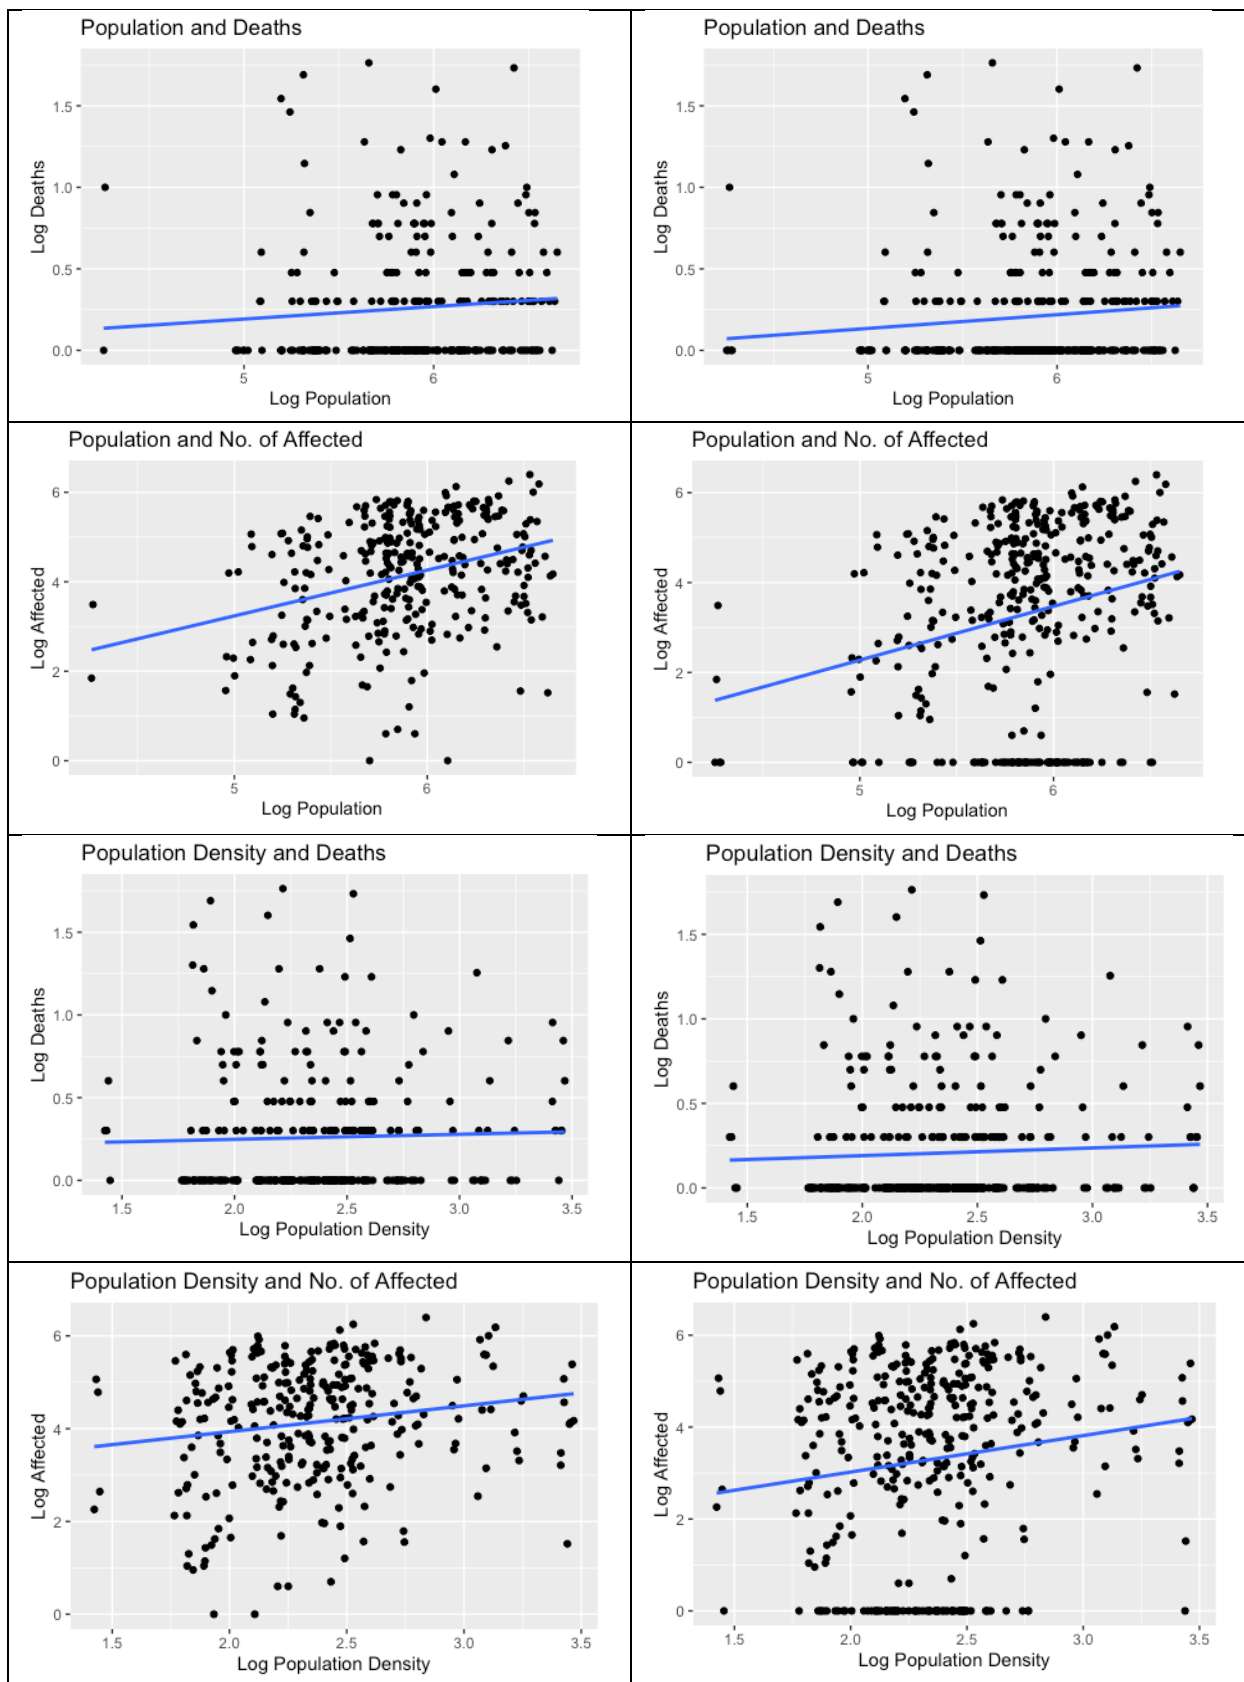 Population and Deaths
1.5
1.0
0.5
0.0
Log Deaths
5 6
Log Population
Population and Deaths
1.5
1.0
0.5
0.0
Log Deaths
5 6
Log Population
Population and No. of Affected
6
4
2
0
Log Affected
5 6
Log Population
Population and No. of Affected
6
4
2
0
Log Affected
5 6
Log Population
Population Density and Deaths
1.5
1.0
0.5
0.0
Log Deaths
1.5 2.0 2.5 3.0 3.5
Log Population Density
Population Density and Deaths
1.5
1.0
0.5
0.0
Log Deaths
1.5 2.0 2.5 3.0 3.5
Log Population Density
Population Density and No. of Affected
6
4
2
0
Log Affected
1.5 2.0 2.5 3.0 3.5
Log Population Density
Population Density and No. of Affected
6
4
2
0
Log Affected
1.5 2.0 2.5 3.0 3.5
Log Population Density